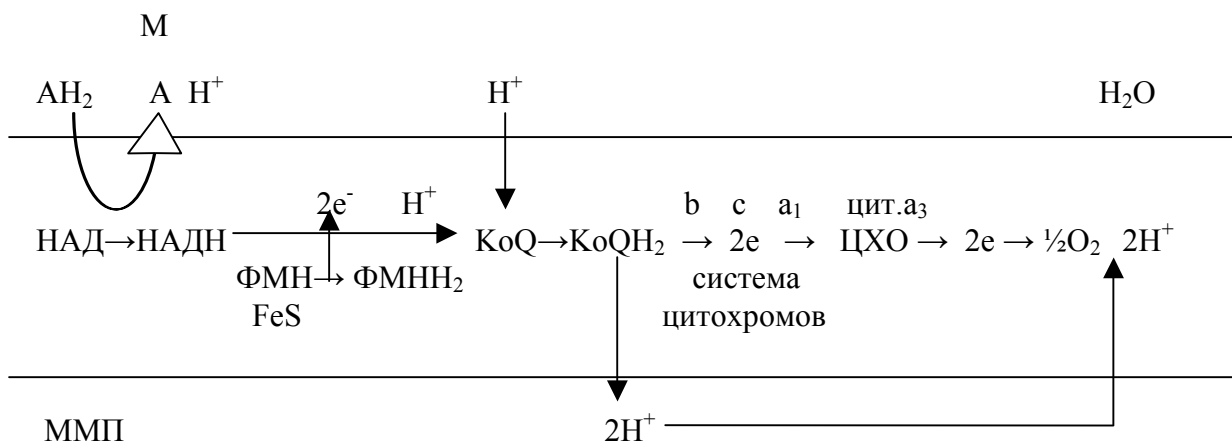 М
АН₂ А Н⁺ Н⁺ Н₂О
2е⁻ Н⁺ b c a₁ цит.a₃
НАД→НАДН КоQ→КоQH₂ → 2е → ЦХО → 2е → ½О₂ 2Н⁺
ФМН→ ФМНН₂ система
FeS цитохромов
ММП 2Н⁺